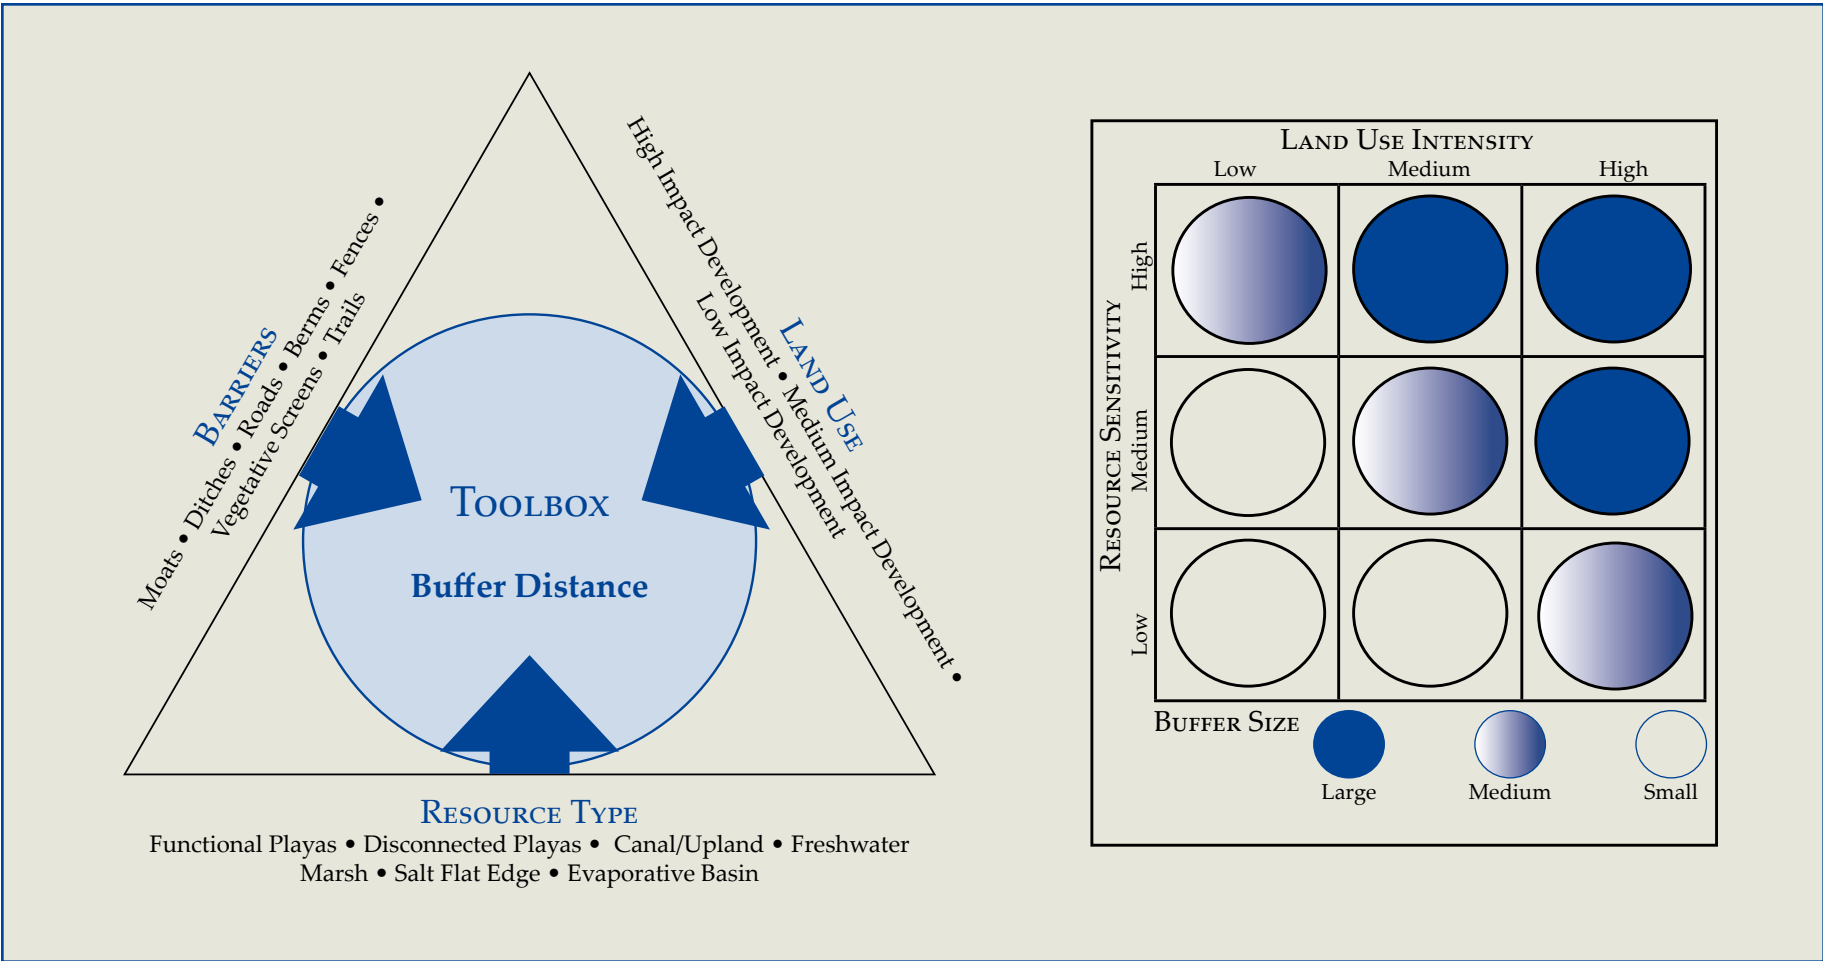 BARRIERS
Moats • Ditches • Roads • Berms • Fences •
Vegetative Screens • Trails
LAND USE
High Impact Development • Medium Impact Development •
Low Impact Development
TOOLBOX
Buffer Distance
RESOURCE TYPE
Functional Playas • Disconnected Playas • Canal/Upland • Freshwater
Marsh • Salt Flat Edge • Evaporative Basin
LAND USE INTENSITY
Low Medium High
RESOURCE SENSITIVITY
High
Medium
Low
BUFFER SIZE
Large Medium Small